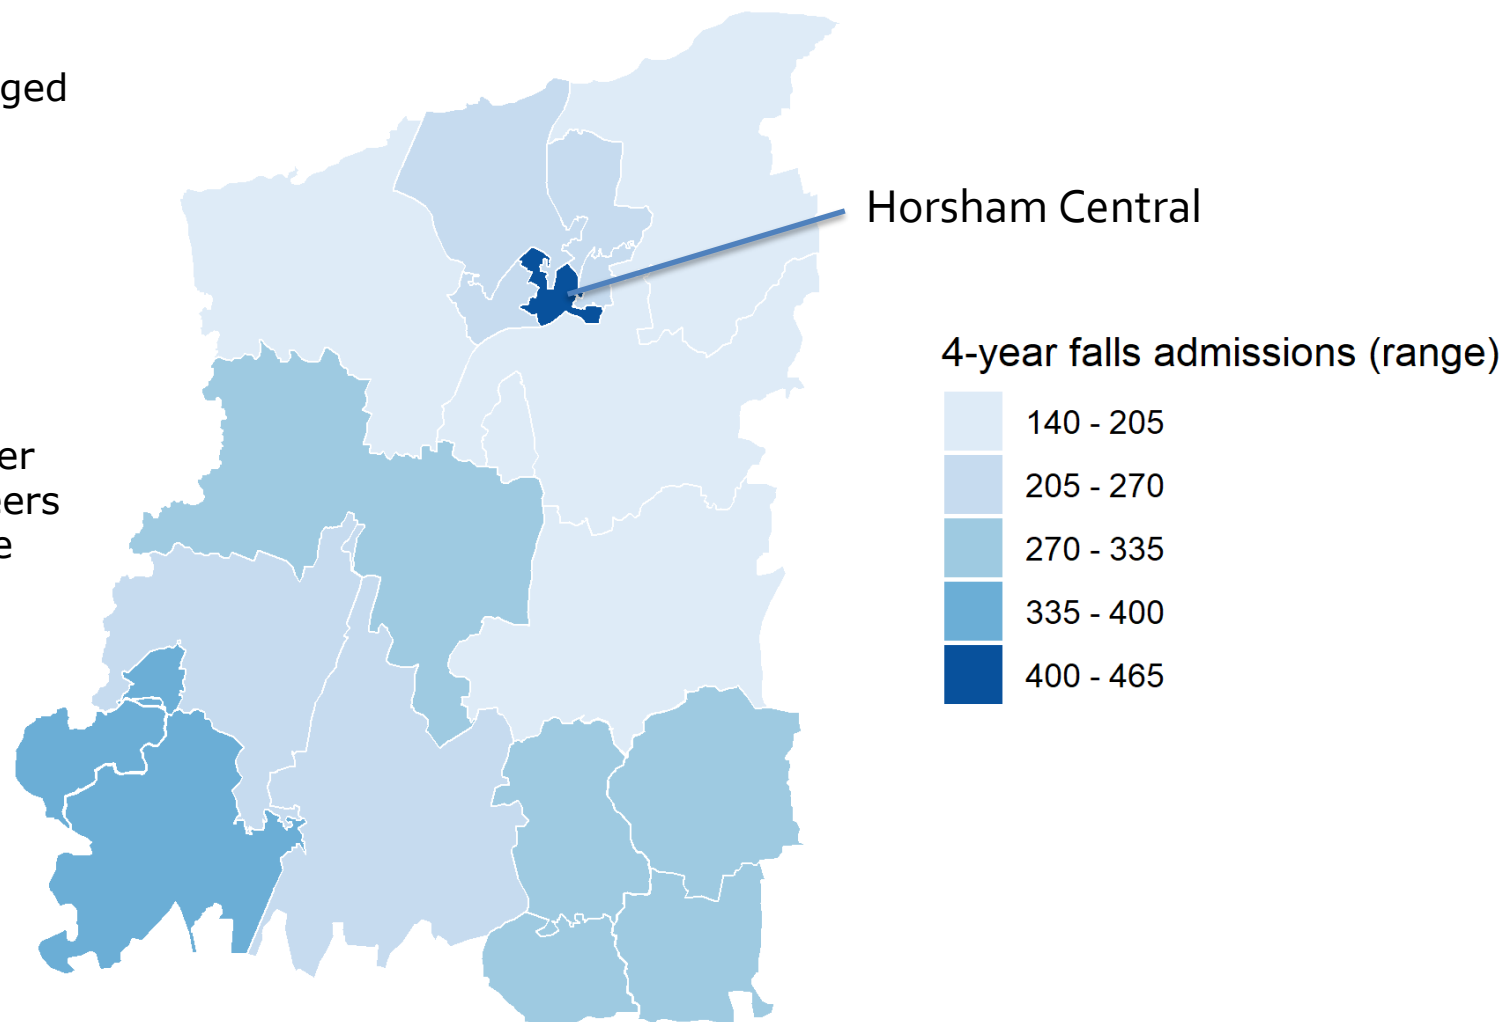 ged
Horsham Central
4-year falls admissions (range)
140 - 205
205 - 270
270 - 335
335 - 400
400 - 465
er
eers
e